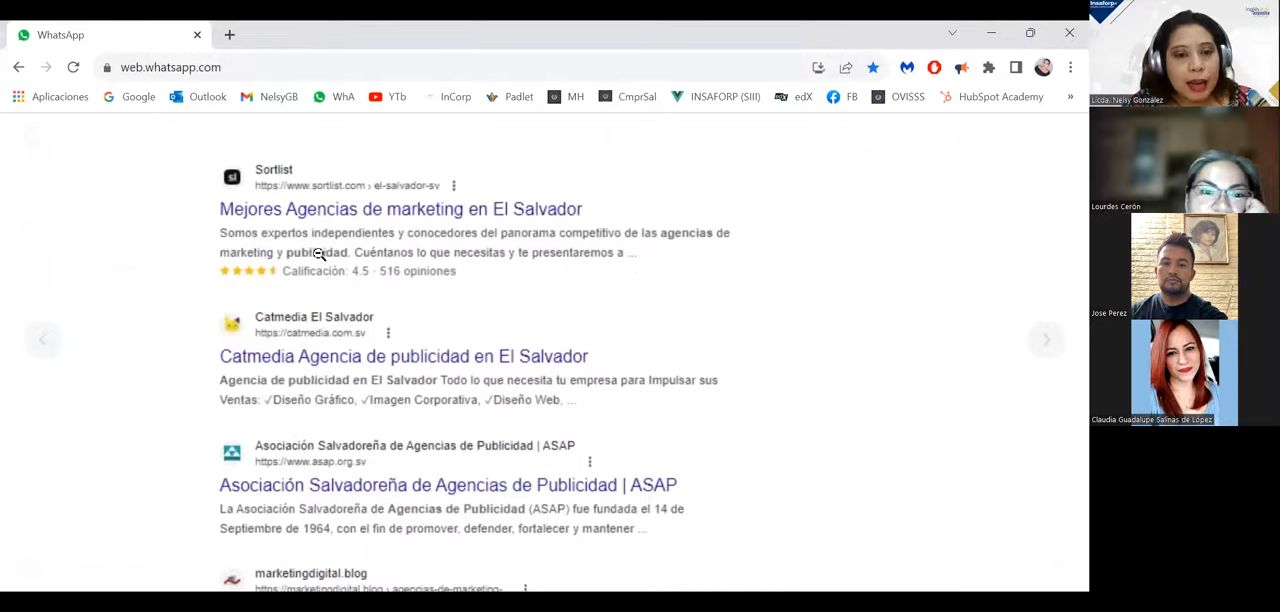 WhatsApp
web.whatsapp.com
Aplicaciones
Google
Outlook
NelsyGB
WhA
YTb
InCorp
Padlet
MH
CmprSal
INSAFORP (SIII)
edX
FB
OVISSS
HubSpot Academy
»
Sortlist
https://www.sortlist.com › el-salvador-sv
Mejores Agencias de marketing en El Salvador
Somos expertos independientes y conocedores del panorama competitivo de las agencias de
marketing y publicidad. Cuéntanos lo que necesitas y te presentaremos a ...
Calificación: 4.5 · 516 opiniones
Catmedia El Salvador
https://catmedia.com.sv
Catmedia Agencia de publicidad en El Salvador
Agencia de publicidad en El Salvador Todo lo que necesita tu empresa para Impulsar sus
Ventas: ✓Diseño Gráfico, ✓Imagen Corporativa, ✓Diseño Web, ...
Asociación Salvadoreña de Agencias de Publicidad | ASAP
https://www.asap.org.sv
Asociación Salvadoreña de Agencias de Publicidad | ASAP
La Asociación Salvadoreña de Agencias de Publicidad (ASAP) fue fundada el 14 de
Septiembre de 1964, con el fin de promover, defender, fortalecer y mantener ...
marketingdigital.blog
https://marketingdigital.blog › agencias-de-marketing-
Insaforp
Licda. Nelsy González
Lourdes Cerón
Jose Perez
Claudia Guadalupe Salinas de López